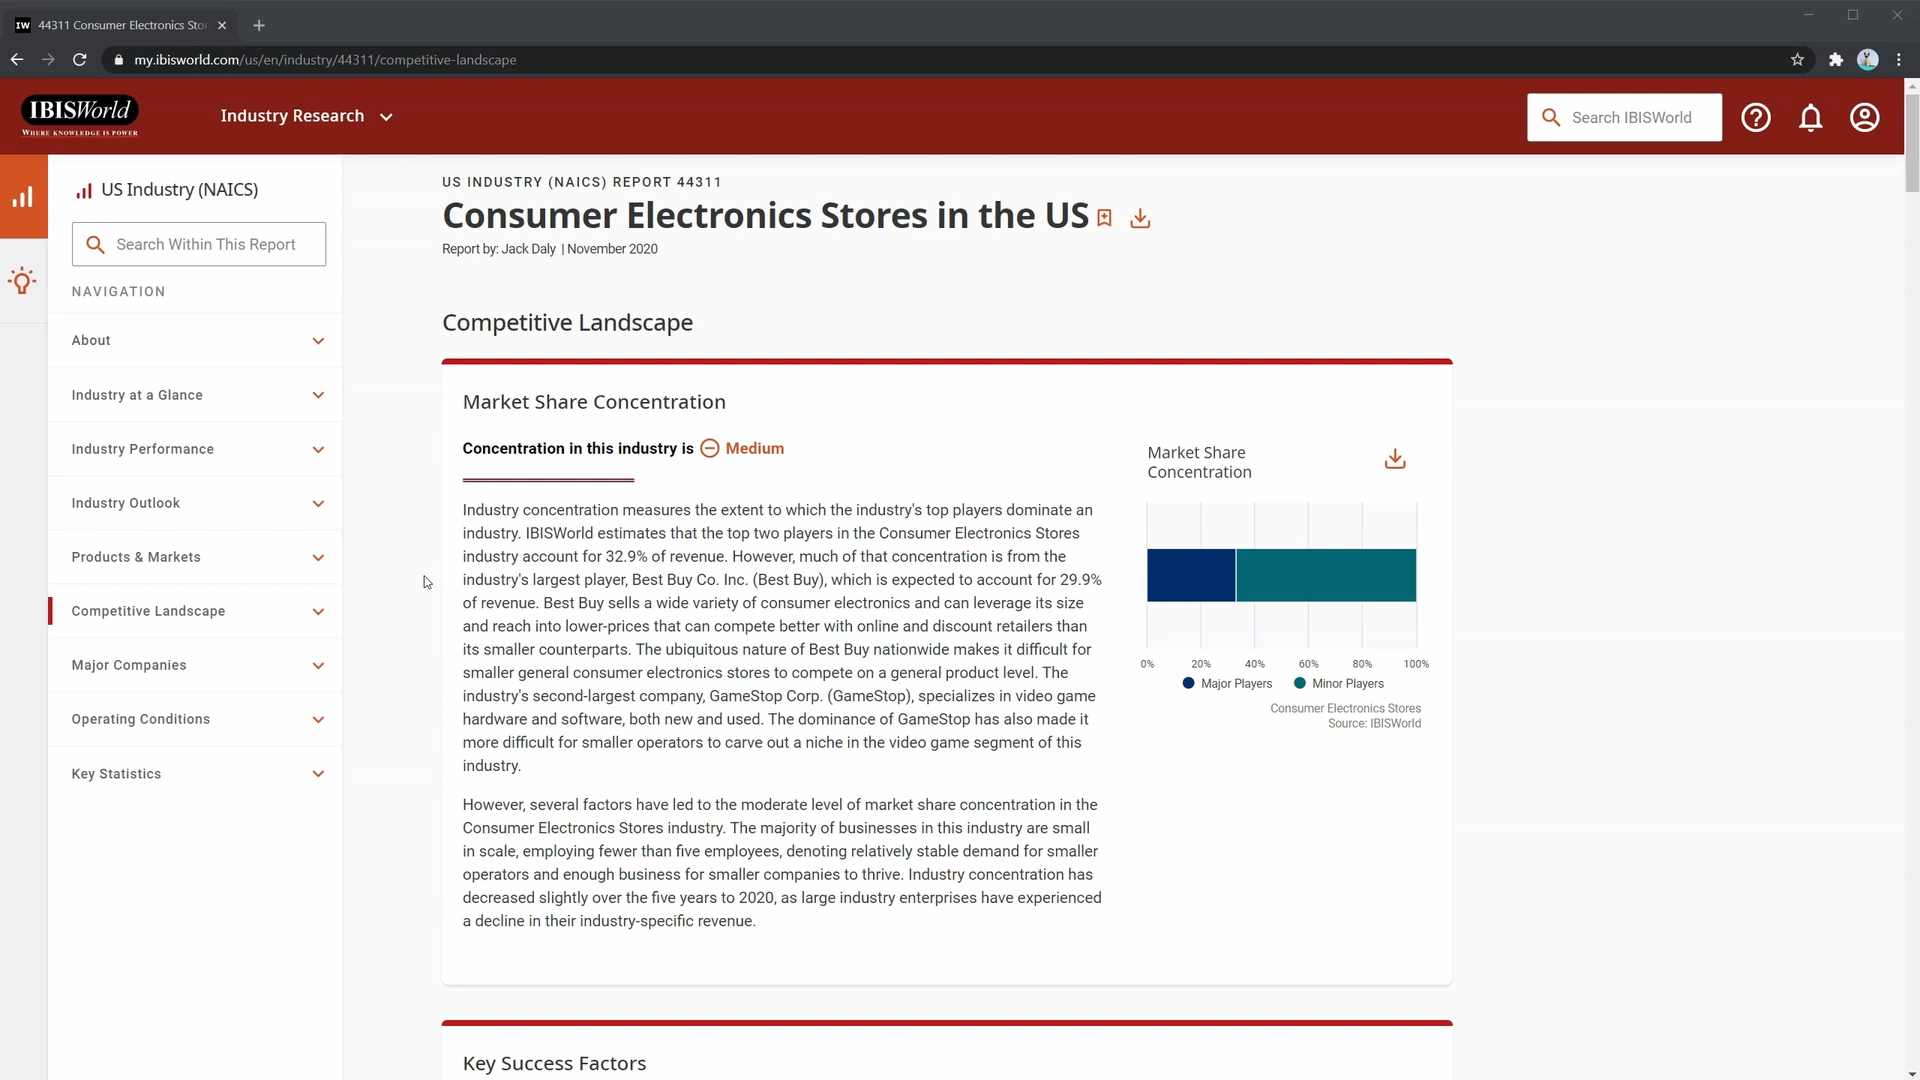 IW 44311 Consumer Electronics Sto
my.ibisworld.com/us/en/industry/44311/competitive-landscape
IBISWorld
WHERE KNOWLEDGE IS POWER
Industry Research
Search IBISWorld
US Industry (NAICS)
Search Within This Report
NAVIGATION
About
Industry at a Glance
Industry Performance
Industry Outlook
Products & Markets
Competitive Landscape
Major Companies
Operating Conditions
Key Statistics
US INDUSTRY (NAICS) REPORT 44311
Consumer Electronics Stores in the US
Report by: Jack Daly | November 2020
Competitive Landscape
Market Share Concentration
Concentration in this industry is Medium
Industry concentration measures the extent to which the industry's top players dominate an
industry. IBISWorld estimates that the top two players in the Consumer Electronics Stores
industry account for 32.9% of revenue. However, much of that concentration is from the
industry's largest player, Best Buy Co. Inc. (Best Buy), which is expected to account for 29.9%
of revenue. Best Buy sells a wide variety of consumer electronics and can leverage its size
and reach into lower-prices that can compete better with online and discount retailers than
its smaller counterparts. The ubiquitous nature of Best Buy nationwide makes it difficult for
smaller general consumer electronics stores to compete on a general product level. The
industry's second-largest company, GameStop Corp. (GameStop), specializes in video game
hardware and software, both new and used. The dominance of GameStop has also made it
more difficult for smaller operators to carve out a niche in the video game segment of this
industry.
However, several factors have led to the moderate level of market share concentration in the
Consumer Electronics Stores industry. The majority of businesses in this industry are small
in scale, employing fewer than five employees, denoting relatively stable demand for smaller
operators and enough business for smaller companies to thrive. Industry concentration has
decreased slightly over the five years to 2020, as large industry enterprises have experienced
a decline in their industry-specific revenue.
Market Share
Concentration
0% 20% 40% 60% 80% 100%
Major Players Minor Players
Consumer Electronics Stores
Source: IBISWorld
Key Success Factors